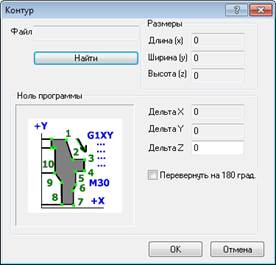 Контур
Файл
Найти
Размеры
Длина (x) 0
Ширина (y) 0
Высота (z) 0
Ноль программы
+Y
1
G1XY
2
3
4
10
5
9
6
M30
8
7
+X
Дельта X 0
Дельта Y 0
Дельта Z 0
Перевернуть на 180 град.
OK
Отмена